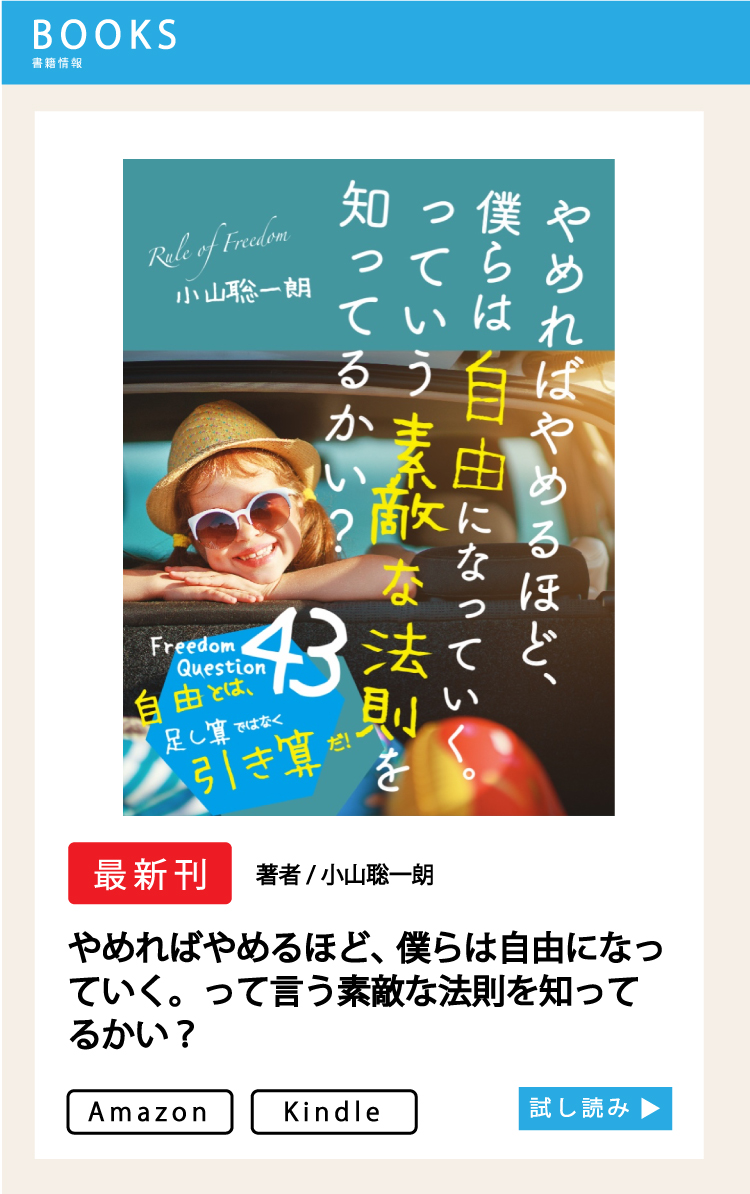 BOOKS
書籍情報
Rule of Freedom
小山聡一朗
やめればやめるほど、
僕らは自由になっていく。
っていう素敵な法則を
知ってるかい？
Freedom
Question
43
自由とは、
足し算ではなく
引き算だ!
最新刊
著者 / 小山聡一朗
やめればやめるほど、僕らは自由になっ
ていく。って言う素敵な法則を知って
るかい？
Amazon
Kindle
試し読み ▶